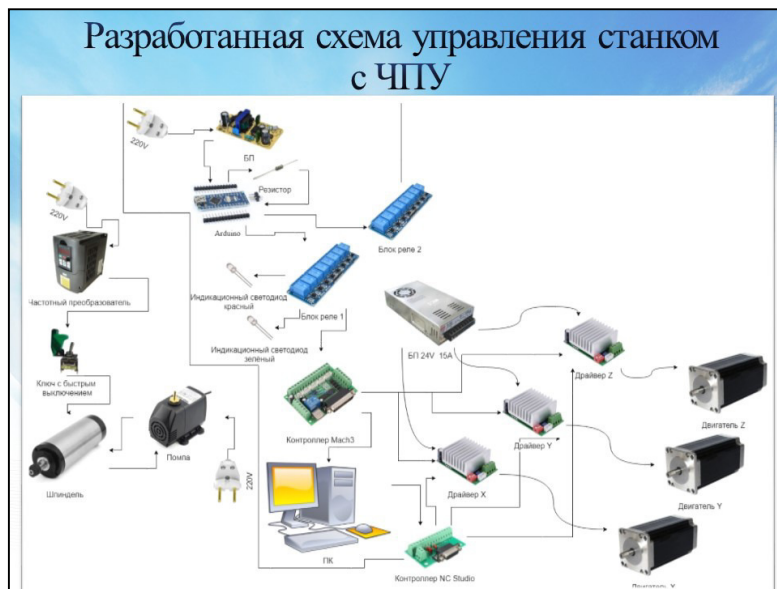 Разработанная схема управления станком
с ЧПУ
220V
БП
Резистор
220V
Arduino
Блок реле 2
Частотный преобразователь
Индикационный светодиод
красный
Блок реле 1
Индикационный светодиод
зелёный
БП 24V 15A
Драйвер Z
Ключ с быстрым
выключением
Контроллер Mach3
Драйвер Y
Двигатель Z
Шпиндель
Помпа
220V
Драйвер X
Двигатель Y
ПК
Контроллер NC Studio
Двигатель X